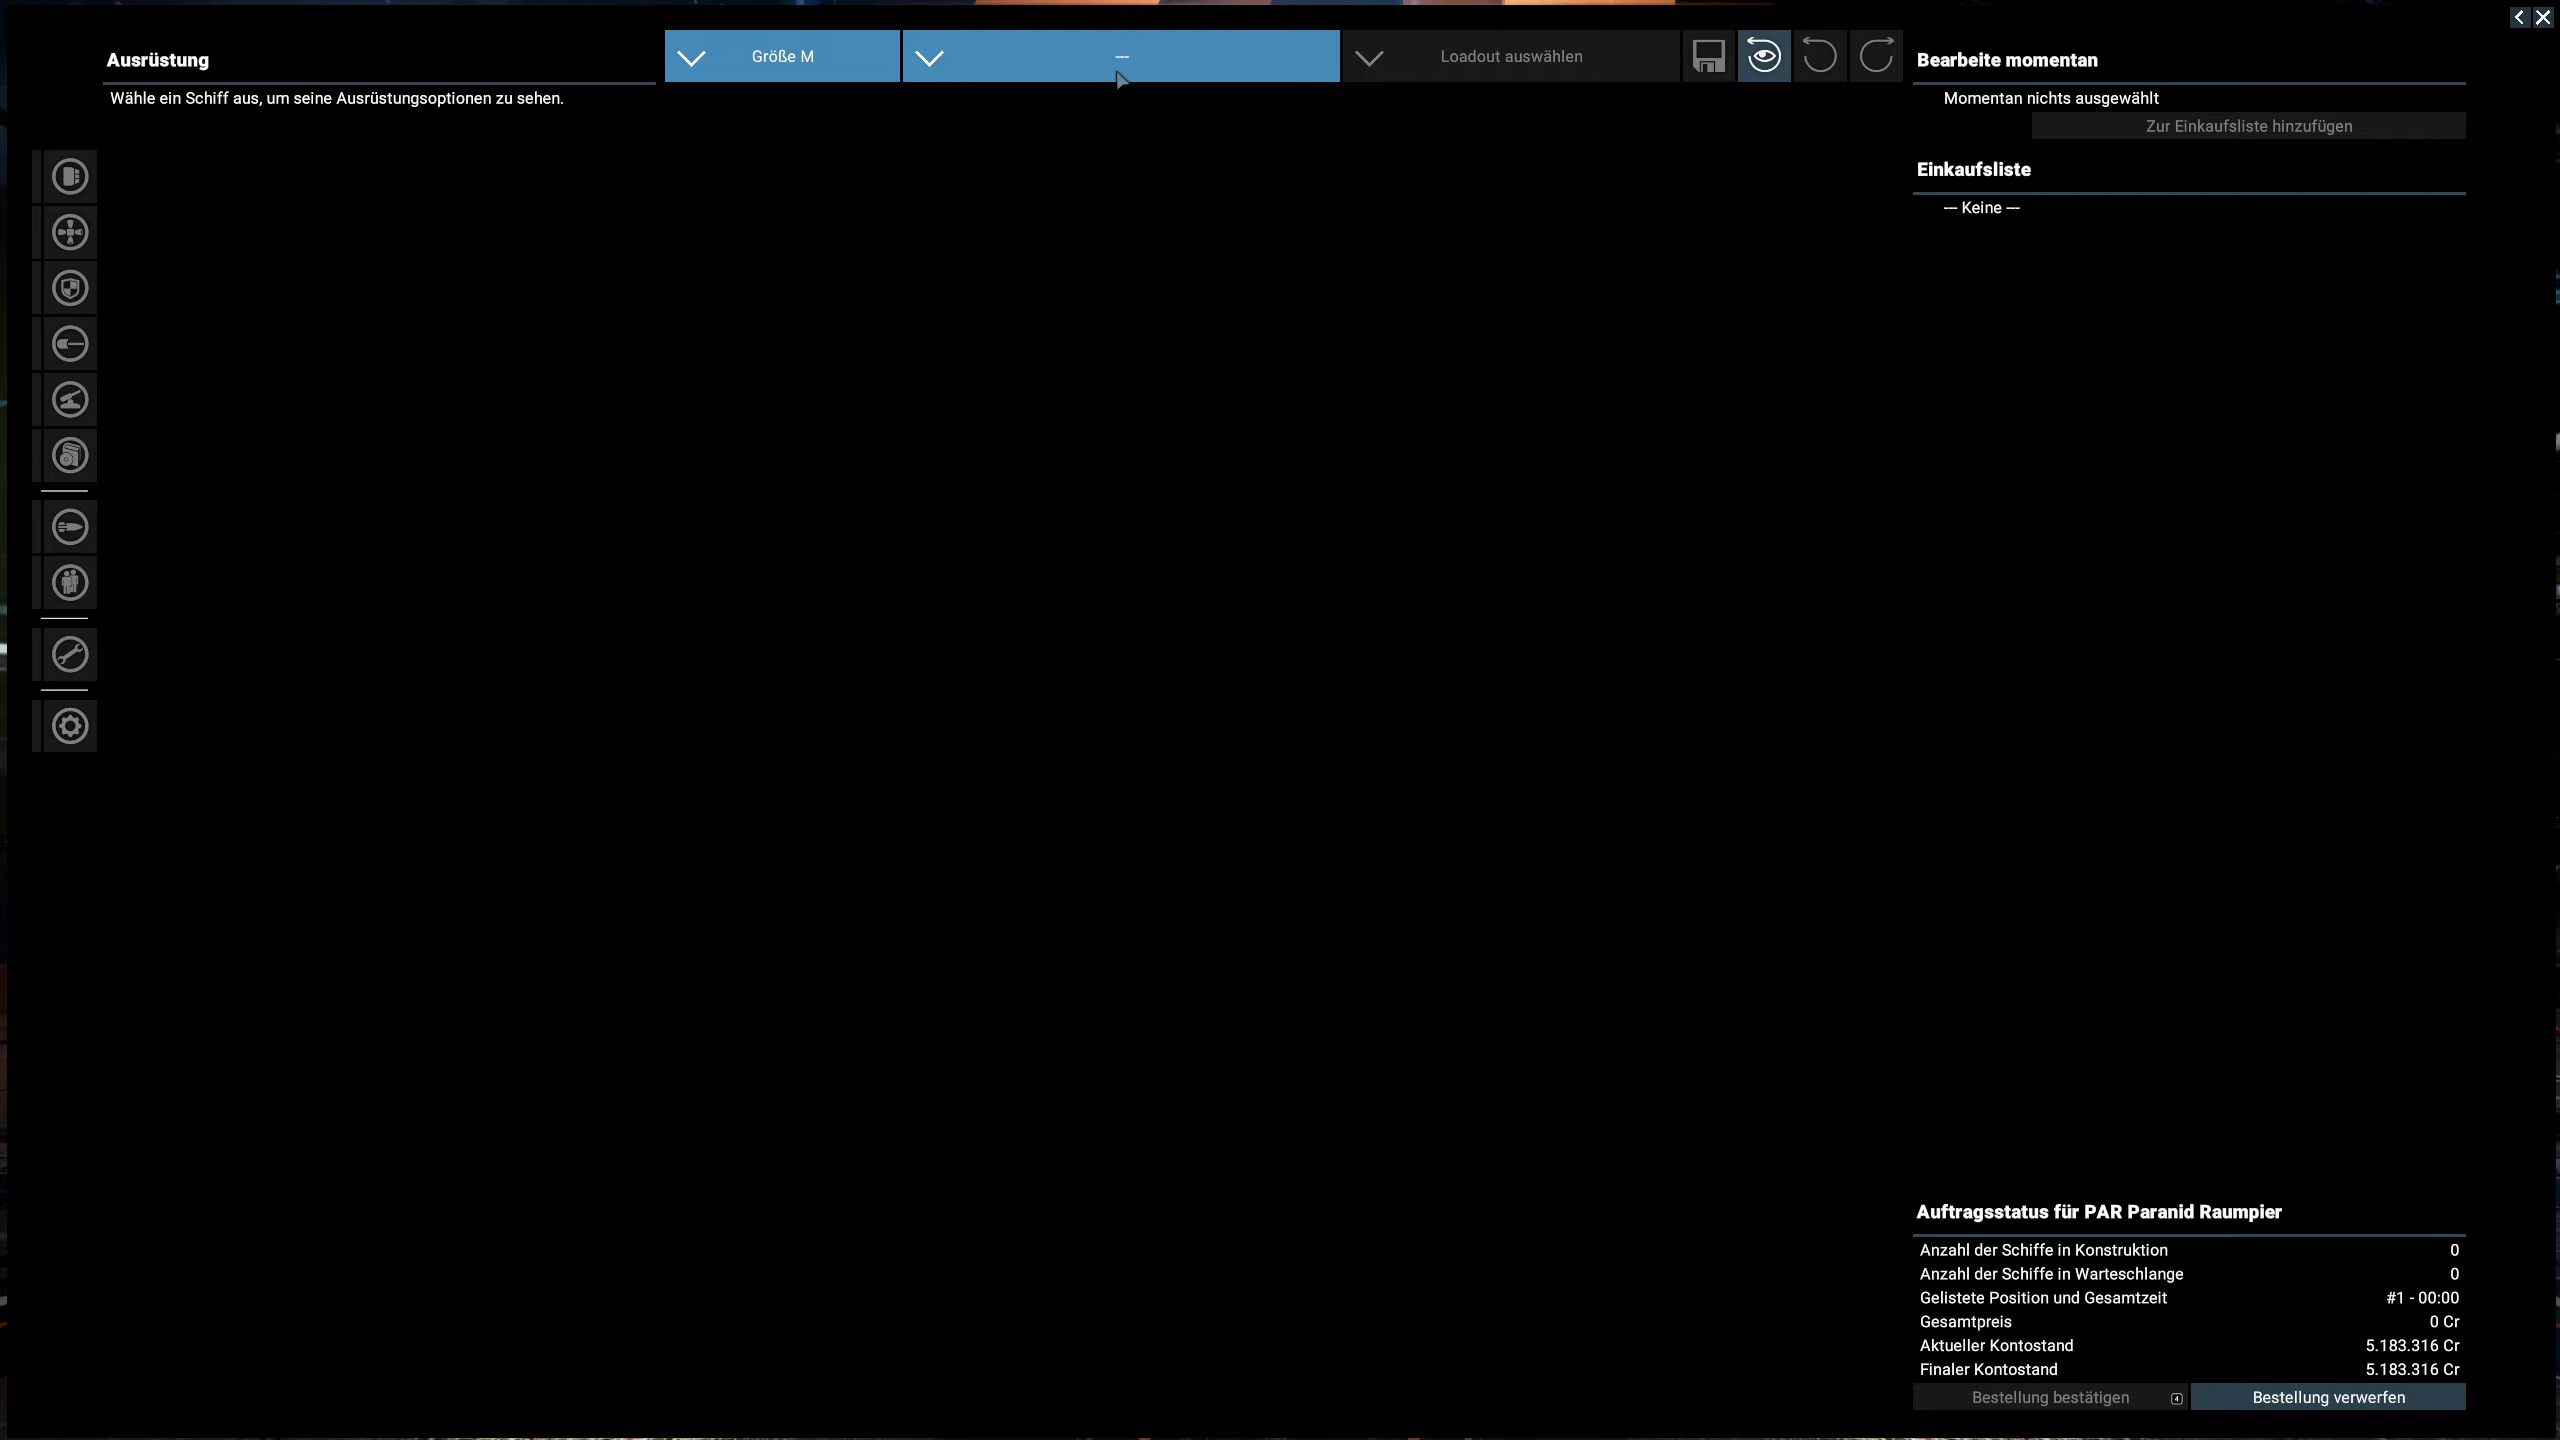 Ausrüstung
Wähle ein Schiff aus, um seine Ausrüstungsoptionen zu sehen.
Größe M
---
Loadout auswählen
Bearbeite momentan
Momentan nichts ausgewählt
Zur Einkaufsliste hinzufügen
Einkaufsliste
--- Keine ---
Auftragsstatus für PAR Paranid Raumpier
Anzahl der Schiffe in Konstruktion 0
Anzahl der Schiffe in Warteschlange 0
Gelistete Position und Gesamtzeit #1 - 00:00
Gesamtpreis 0 Cr
Aktueller Kontostand 5.183.316 Cr
Finaler Kontostand 5.183.316 Cr
Bestellung bestätigen 4 Bestellung verwerfen